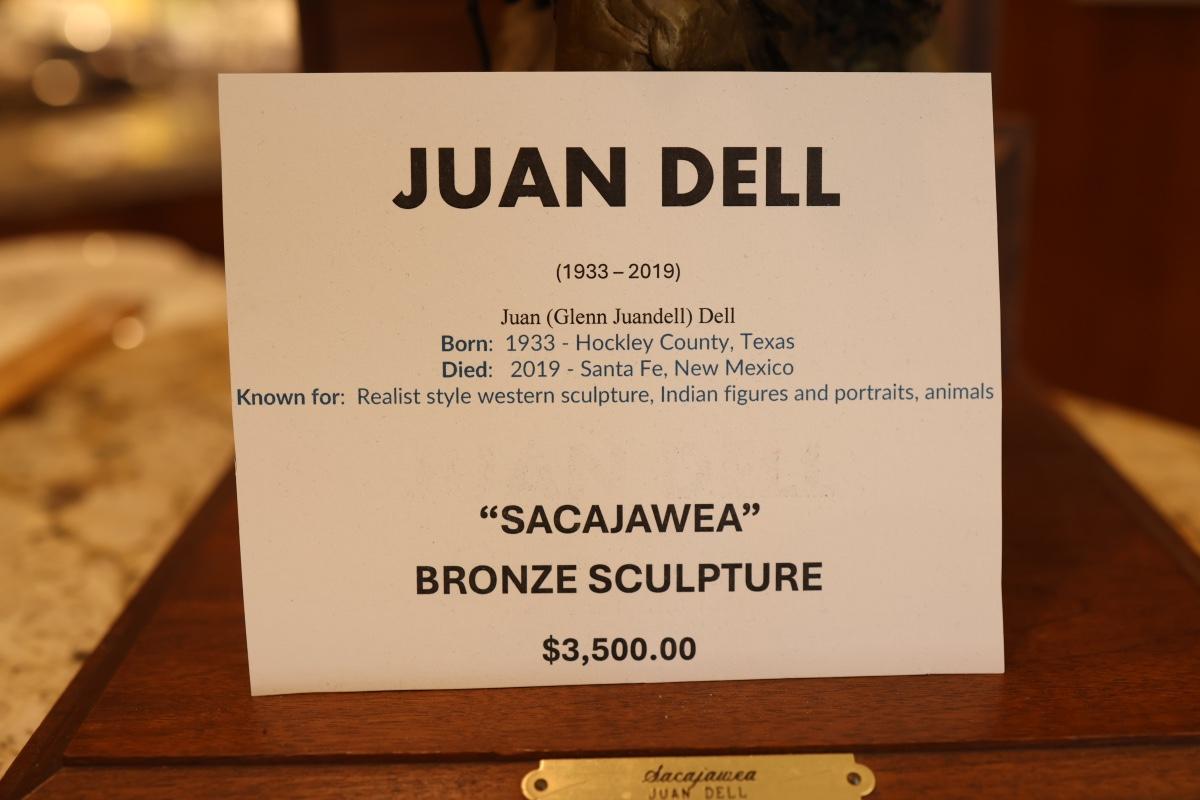 JUAN DELL
(1933 – 2019)
Juan (Glenn Juandell) Dell
Born:  1933 - Hockley County, Texas
Died:   2019 - Santa Fe, New Mexico
Known for:  Realist style western sculpture, Indian figures and portraits, animals
“SACAJAWEA”
BRONZE SCULPTURE
$3,500.00
Sacajawea
JUAN DELL